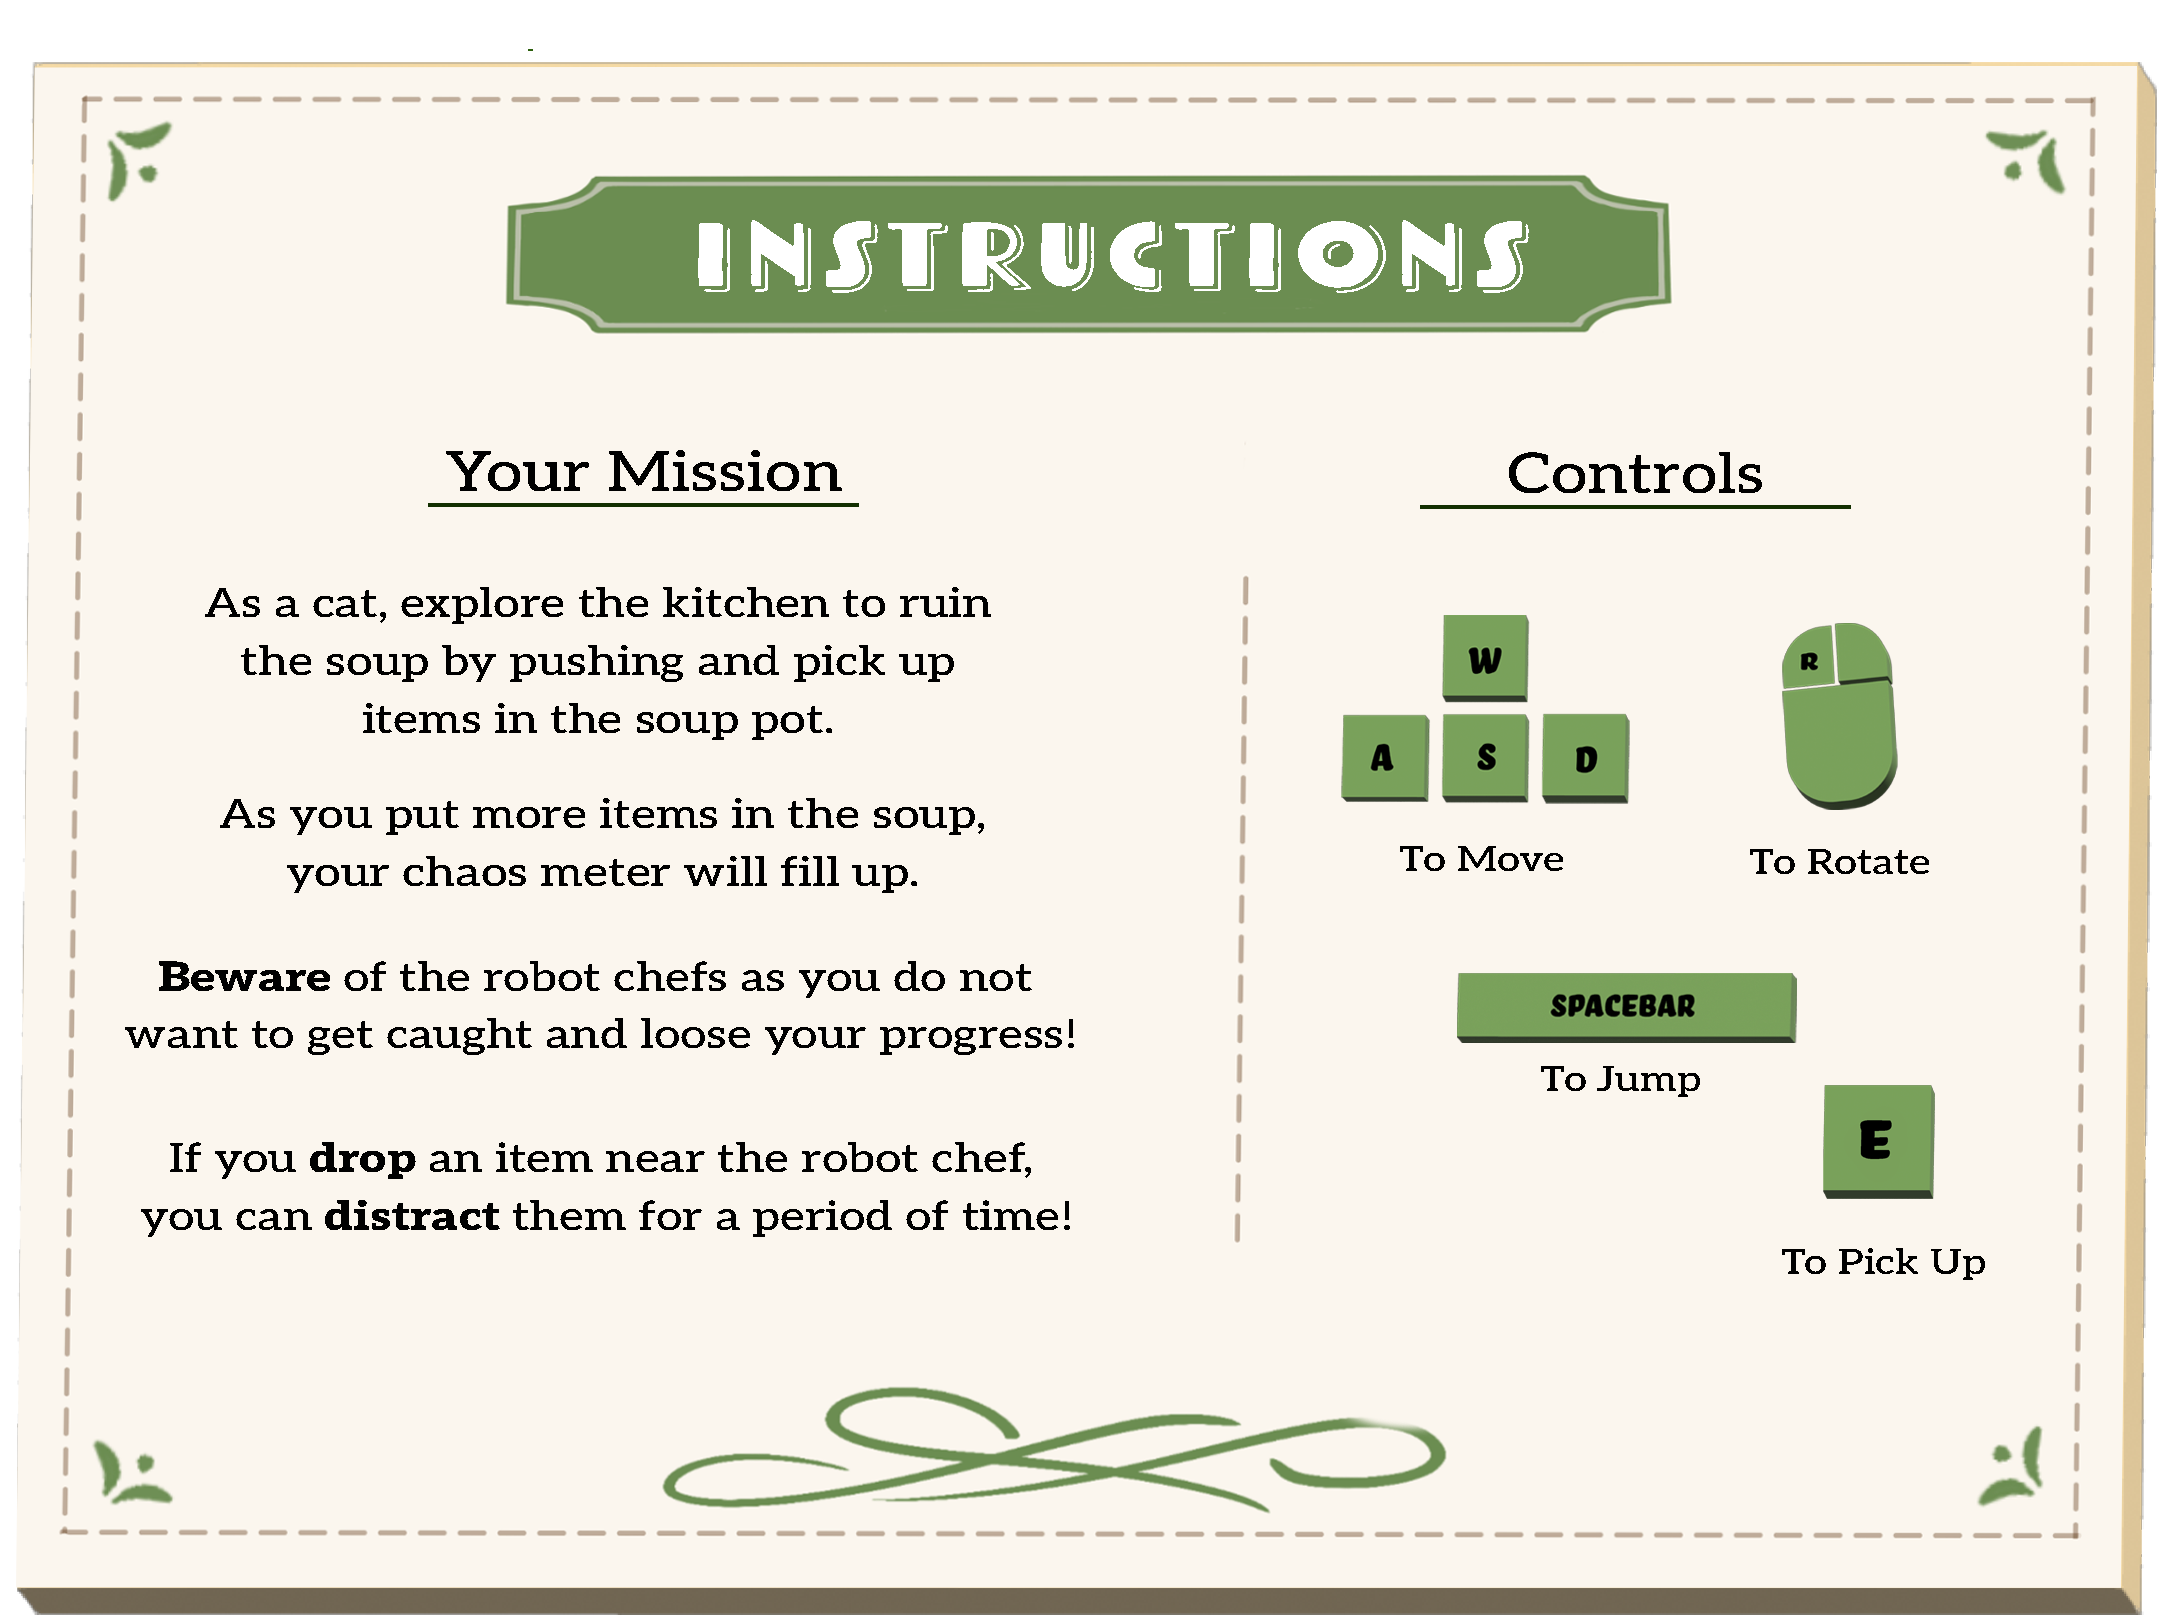 INSTRUCTIONS
Your Mission
As a cat, explore the kitchen to ruin
the soup by pushing and pick up
items in the soup pot.
As you put more items in the soup,
your chaos meter will fill up.
Beware of the robot chefs as you do not
want to get caught and loose your progress!
If you drop an item near the robot chef,
you can distract them for a period of time!
Controls
W
A S D
To Move
R
To Rotate
SPACEBAR
To Jump
E
To Pick Up